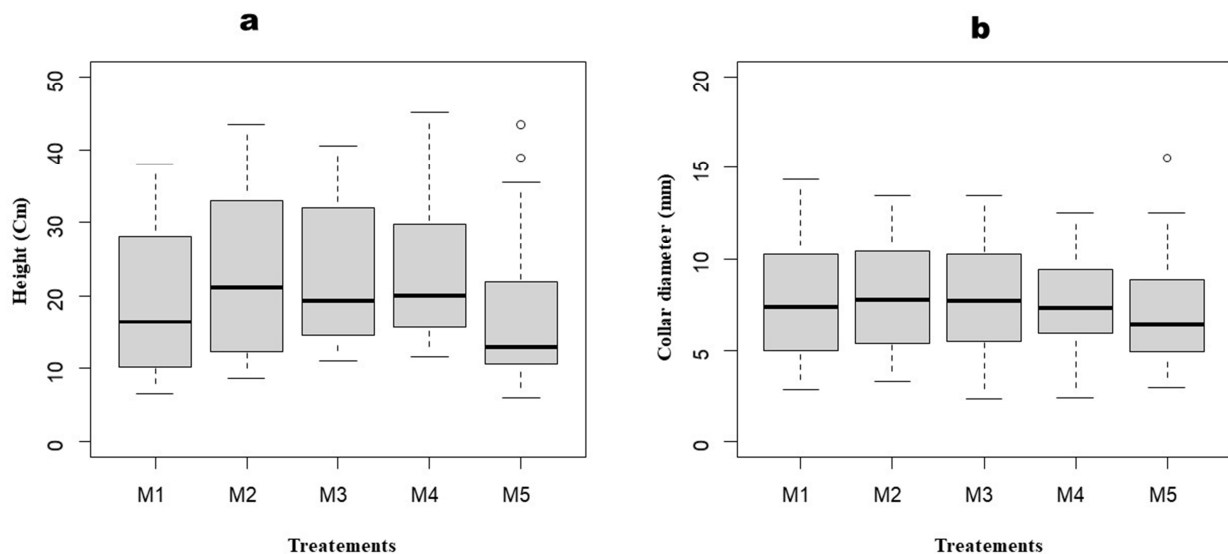 a
50
40
30
20
10
0
Height (Cm)
M1 M2 M3 M4 M5
Treatements
b
20
15
10
5
0
Collar diameter (mm)
M1 M2 M3 M4 M5
Treatements